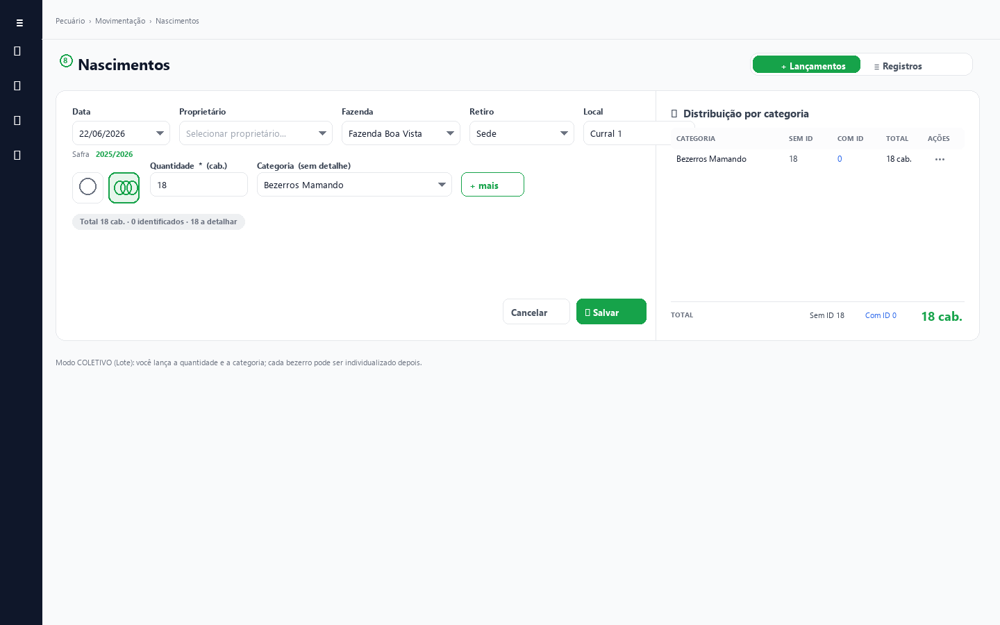 Pecuário › Movimentação › Nascimentos
8 Nascimentos
+ Lançamentos
≡ Registros
Data
Proprietário
Fazenda
Retiro
Local
22/06/2026
Selecionar proprietário...
Fazenda Boa Vista
Sede
Curral 1
Safra 2025/2026
Quantidade * (cab.)
Categoria (sem detalhe)
18
Bezerros Mamando
+ mais
Total 18 cab. · 0 identificados · 18 a detalhar
Cancelar
Salvar
Distribuição por categoria
CATEGORIA SEM ID COM ID TOTAL AÇÕES
Bezerros Mamando 18 0 18 cab. •••
TOTAL Sem ID 18 Com ID 0 18 cab.
Modo COLETIVO (Lote): você lança a quantidade e a categoria; cada bezerro pode ser individualizado depois.